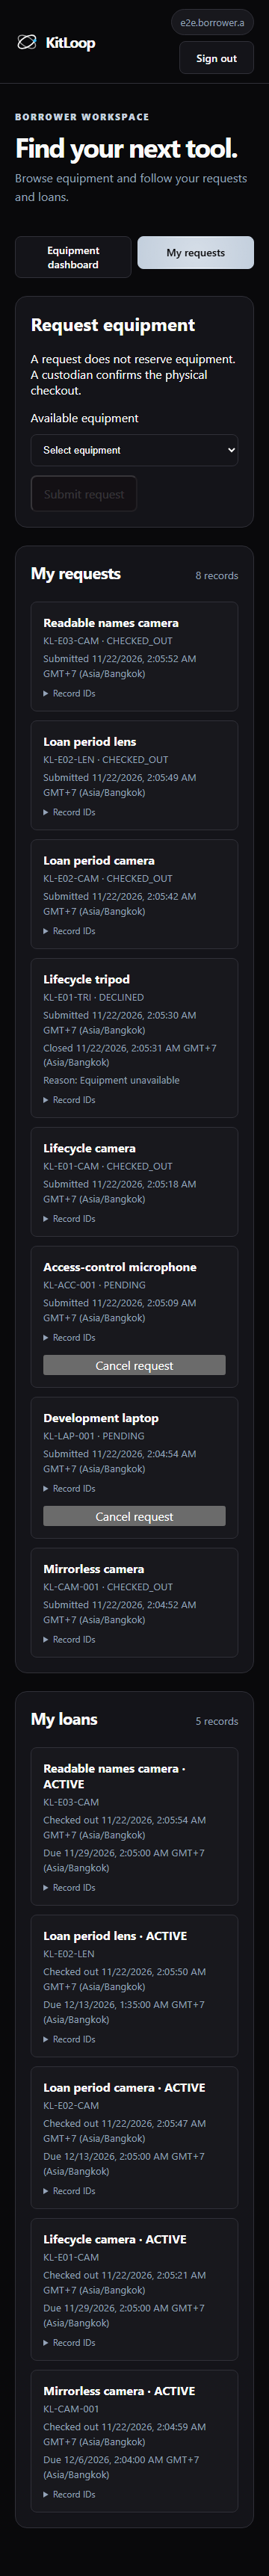 KitLoop
e2e.borrower.a
Sign out
BORROWER WORKSPACE
Find your next tool.
Browse equipment and follow your requests
and loans.
Equipment
dashboard
My requests
Request equipment
A request does not reserve equipment.
A custodian confirms the physical
checkout.
Available equipment
Select equipment
Submit request
My requests
8 records
Readable names camera
KL-E03-CAM · CHECKED_OUT
Submitted 11/22/2026, 2:05:52 AM
GMT+7 (Asia/Bangkok)
Record IDs
Loan period lens
KL-E02-LEN · CHECKED_OUT
Submitted 11/22/2026, 2:05:49 AM
GMT+7 (Asia/Bangkok)
Record IDs
Loan period camera
KL-E02-CAM · CHECKED_OUT
Submitted 11/22/2026, 2:05:42 AM
GMT+7 (Asia/Bangkok)
Record IDs
Lifecycle tripod
KL-E01-TRI · DECLINED
Submitted 11/22/2026, 2:05:30 AM
GMT+7 (Asia/Bangkok)
Closed 11/22/2026, 2:05:31 AM GMT+7
(Asia/Bangkok)
Reason: Equipment unavailable
Record IDs
Lifecycle camera
KL-E01-CAM · CHECKED_OUT
Submitted 11/22/2026, 2:05:18 AM
GMT+7 (Asia/Bangkok)
Record IDs
Access-control microphone
KL-ACC-001 · PENDING
Submitted 11/22/2026, 2:05:09 AM
GMT+7 (Asia/Bangkok)
Record IDs
Cancel request
Development laptop
KL-LAP-001 · PENDING
Submitted 11/22/2026, 2:04:54 AM
GMT+7 (Asia/Bangkok)
Record IDs
Cancel request
Mirrorless camera
KL-CAM-001 · CHECKED_OUT
Submitted 11/22/2026, 2:04:52 AM
GMT+7 (Asia/Bangkok)
Record IDs
My loans
5 records
Readable names camera ·
ACTIVE
KL-E03-CAM
Checked out 11/22/2026, 2:05:54 AM
GMT+7 (Asia/Bangkok)
Due 11/29/2026, 2:05:00 AM GMT+7
(Asia/Bangkok)
Record IDs
Loan period lens · ACTIVE
KL-E02-LEN
Checked out 11/22/2026, 2:05:50 AM
GMT+7 (Asia/Bangkok)
Due 12/13/2026, 1:35:00 AM GMT+7
(Asia/Bangkok)
Record IDs
Loan period camera · ACTIVE
KL-E02-CAM
Checked out 11/22/2026, 2:05:47 AM
GMT+7 (Asia/Bangkok)
Due 12/13/2026, 2:05:00 AM GMT+7
(Asia/Bangkok)
Record IDs
Lifecycle camera · ACTIVE
KL-E01-CAM
Checked out 11/22/2026, 2:05:21 AM
GMT+7 (Asia/Bangkok)
Due 11/29/2026, 2:05:00 AM GMT+7
(Asia/Bangkok)
Record IDs
Mirrorless camera · ACTIVE
KL-CAM-001
Checked out 11/22/2026, 2:04:59 AM
GMT+7 (Asia/Bangkok)
Due 12/6/2026, 2:04:00 AM GMT+7
(Asia/Bangkok)
Record IDs